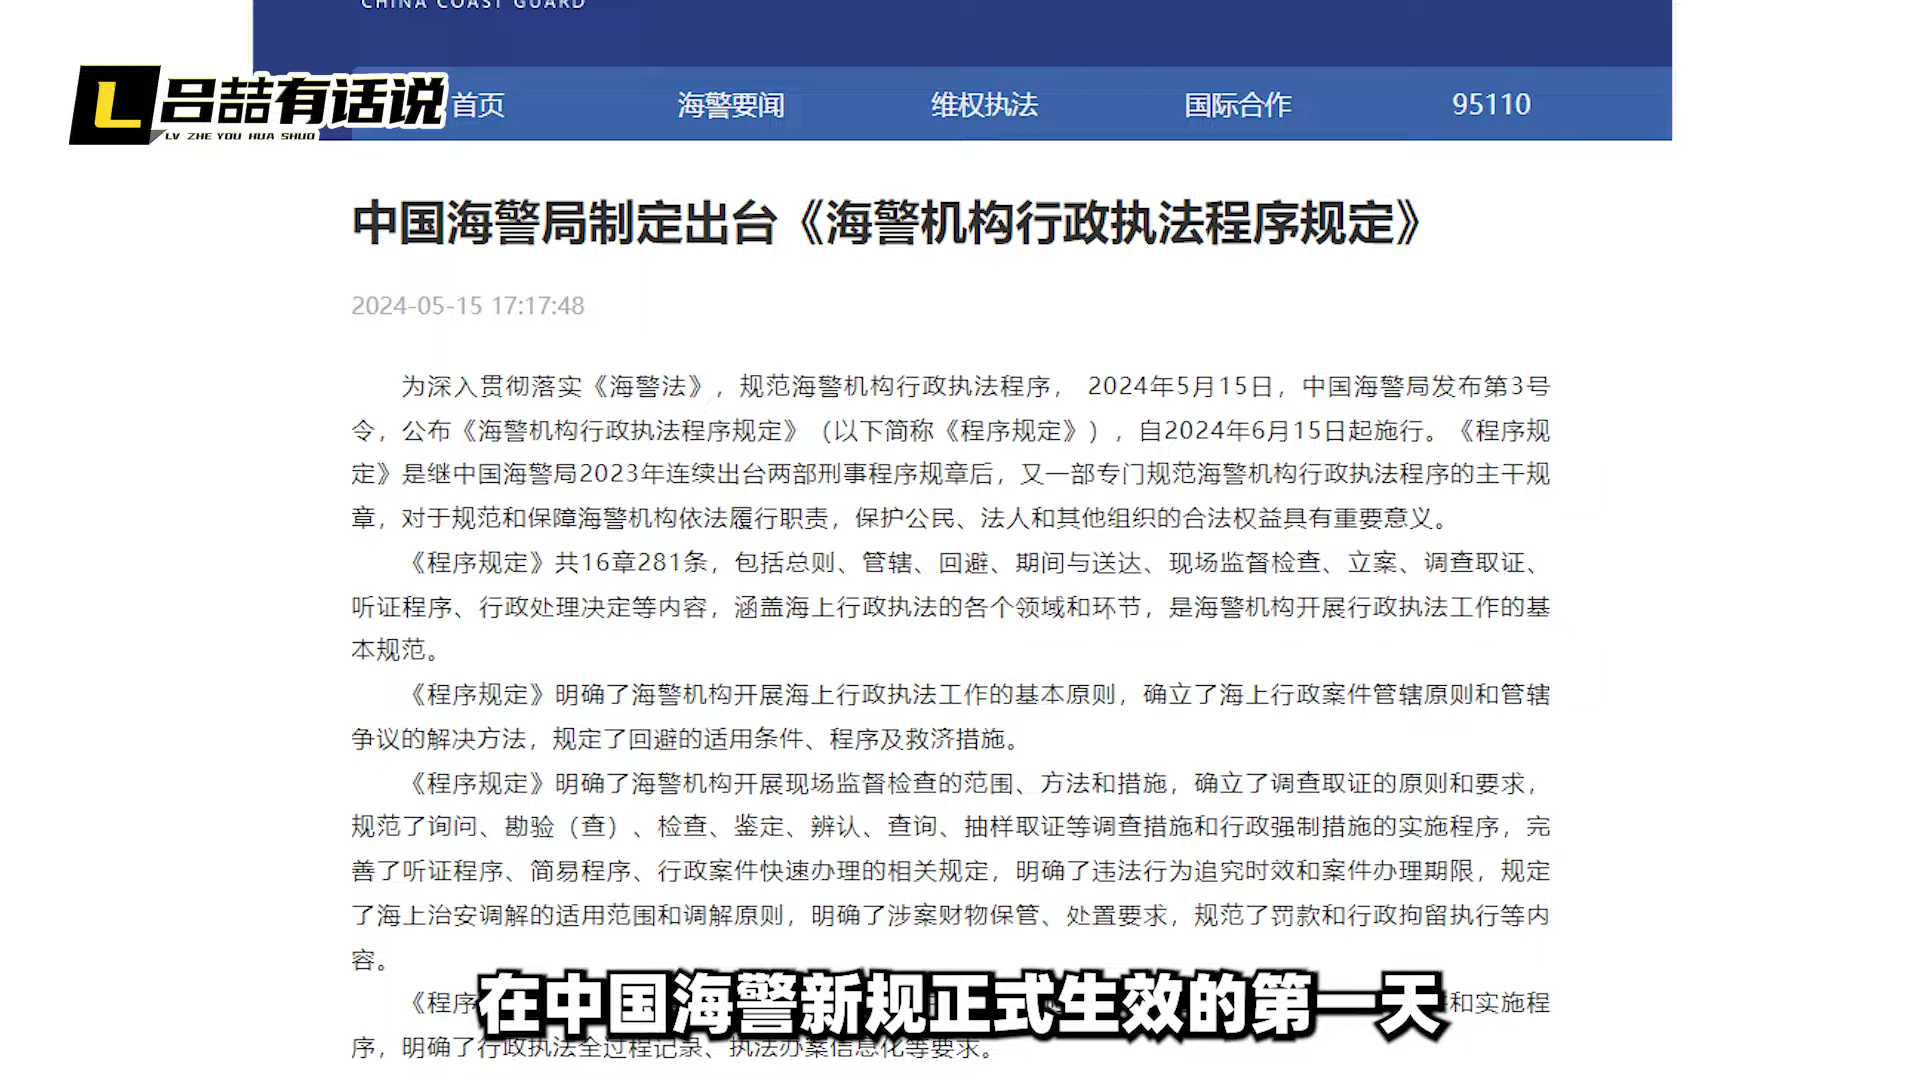 CHINA COAST GUARD
L 吕喆有话说
LV ZHE YOU HUA SHUO
首页 海警要闻 维权执法 国际合作 95110
中国海警局制定出台《海警机构行政执法程序规定》
2024-05-15 17:17:48
为深入贯彻落实《海警法》，规范海警机构行政执法程序， 2024年5月15日，中国海警局发布第3号
令，公布《海警机构行政执法程序规定》（以下简称《程序规定》），自2024年6月15日起施行。《程序规
定》是继中国海警局2023年连续出台两部刑事程序规章后，又一部专门规范海警机构行政执法程序的主干规
章，对于规范和保障海警机构依法履行职责，保护公民、法人和其他组织的合法权益具有重要意义。
《程序规定》共16章281条，包括总则、管辖、回避、期间与送达、现场监督检查、立案、调查取证、
听证程序、行政处理决定等内容，涵盖海上行政执法的各个领域和环节，是海警机构开展行政执法工作的基
本规范。
《程序规定》明确了海警机构开展海上行政执法工作的基本原则，确立了海上行政案件管辖原则和管辖
争议的解决方法，规定了回避的适用条件、程序及救济措施。
《程序规定》明确了海警机构开展现场监督检查的范围、方法和措施，确立了调查取证的原则和要求，
规范了询问、勘验（查）、检查、鉴定、辨认、查询、抽样取证等调查措施和行政强制措施的实施程序，完
善了听证程序、简易程序、行政案件快速办理的相关规定，明确了违法行为追究时效和案件办理期限，规定
了海上治安调解的适用范围和调解原则，明确了涉案财物保管、处置要求，规范了罚款和行政拘留执行等内
容。
《程序 和实施程
在中国海警新规正式生效的第一天
序，明确了行政执法全过程记录、执法办案信息化等要求。